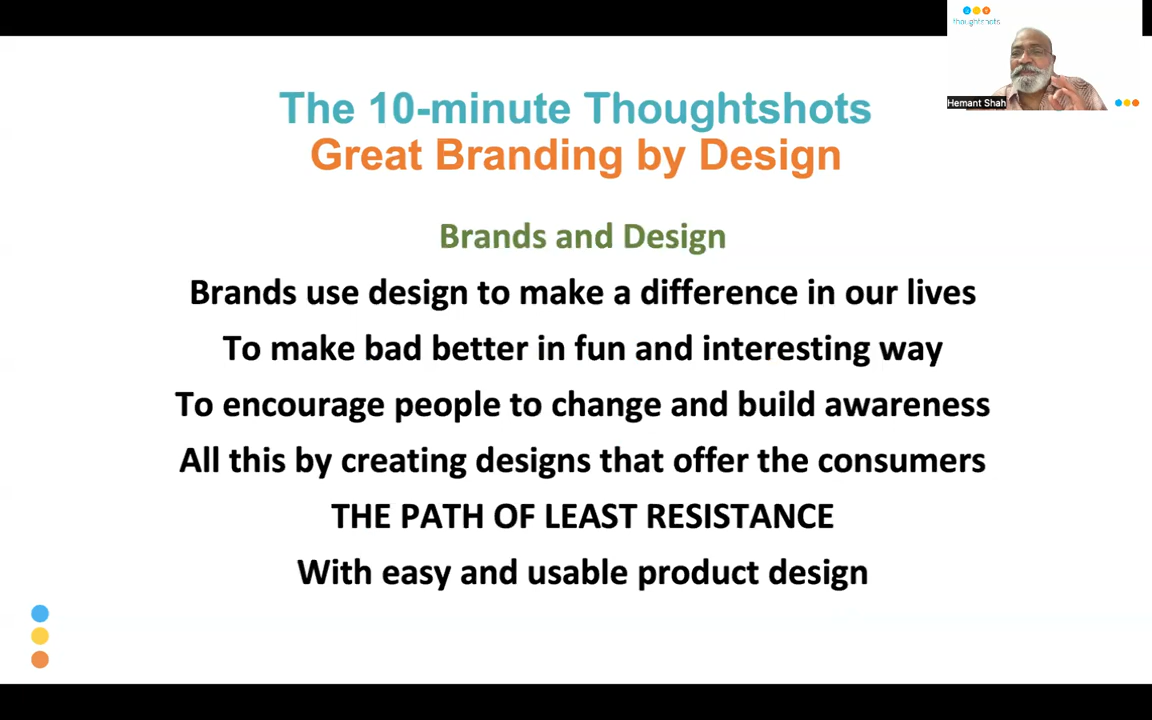 thoughtshots
Hemant Shah
The 10-minute Thoughtshots
Great Branding by Design
Brands and Design
Brands use design to make a difference in our lives
To make bad better in fun and interesting way
To encourage people to change and build awareness
All this by creating designs that offer the consumers
THE PATH OF LEAST RESISTANCE
With easy and usable product design